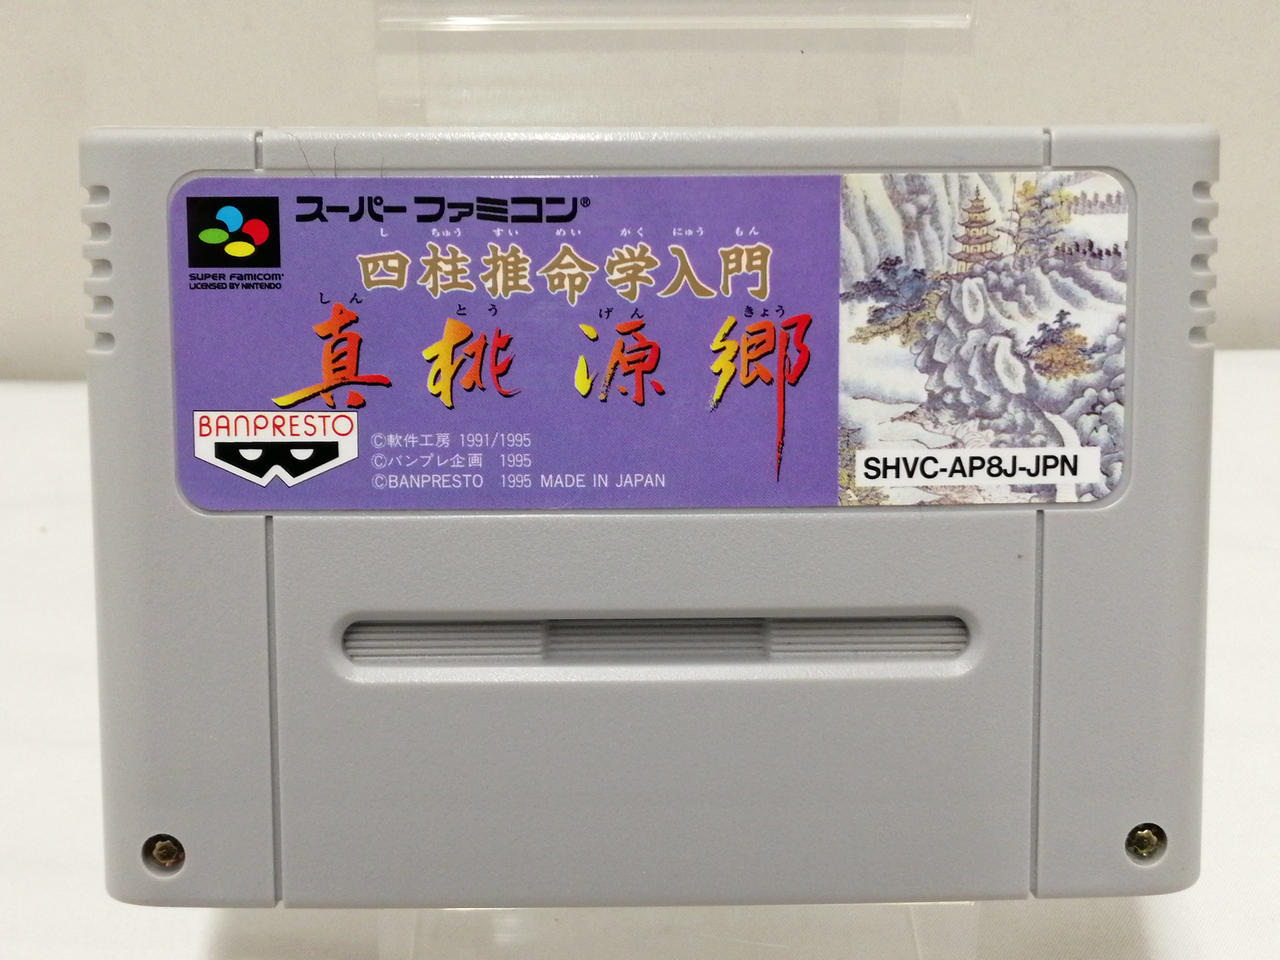 スーパーファミコン®
SUPER FAMICOM®
LICENSED BY NINTENDO
し ちゅう すい めい がく にゅう もん
四柱推命学入門
しん とう げん きょう
真桃源郷
BANPRESTO
Ⓒ軟件工房 1991/1995
Ⓒバンプレ企画 1995
ⒸBANPRESTO 1995 MADE IN JAPAN
SHVC-AP8J-JPN